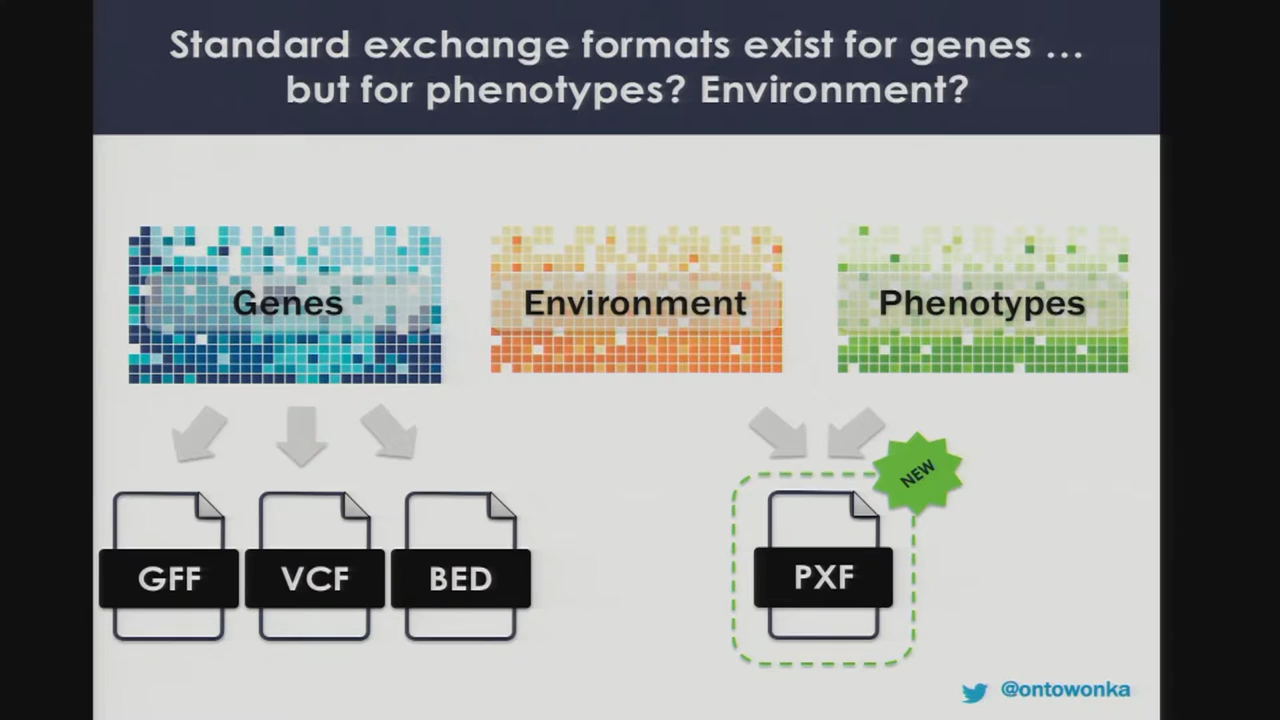 Standard exchange formats exist for genes …
but for phenotypes? Environment?
Genes
Environment
Phenotypes
NEW
GFF
VCF
BED
PXF
@ontowonka